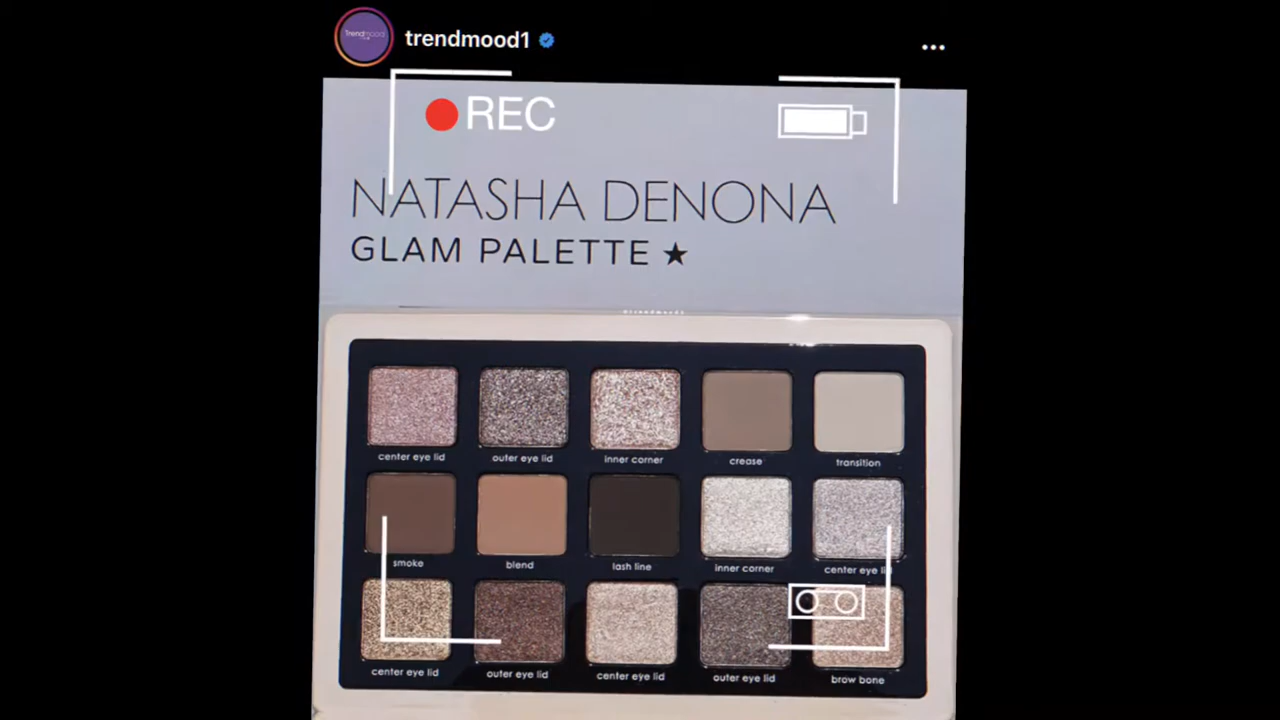 trendmood1
Trendmood
REC
NATASHA DENONA
GLAM PALETTE ★
center eye lid
outer eye lid
inner corner
crease
transition
smoke
blend
lash line
inner corner
center eye lid
center eye lid
outer eye lid
center eye lid
outer eye lid
brow bone